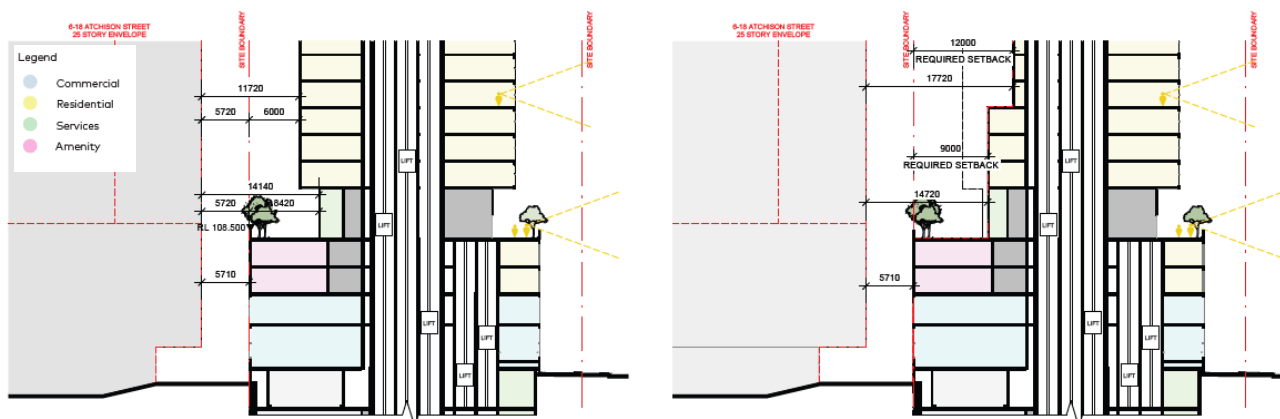 6-18 ATCHISON STREET
25 STORY ENVELOPE
SITE BOUNDARY
SITE BOUNDARY
Legend
Commercial
Residential
Services
Amenity
11720
5720
6000
14140
5720
8420
RL 108.500
5710
LIFT
LIFT
LIFT
LIFT
LIFT
6-18 ATCHISON STREET
25 STORY ENVELOPE
SITE BOUNDARY
SITE BOUNDARY
12000
REQUIRED SETBACK
17720
9000
REQUIRED SETBACK
14720
5710
LIFT
LIFT
LIFT
LIFT
LIFT